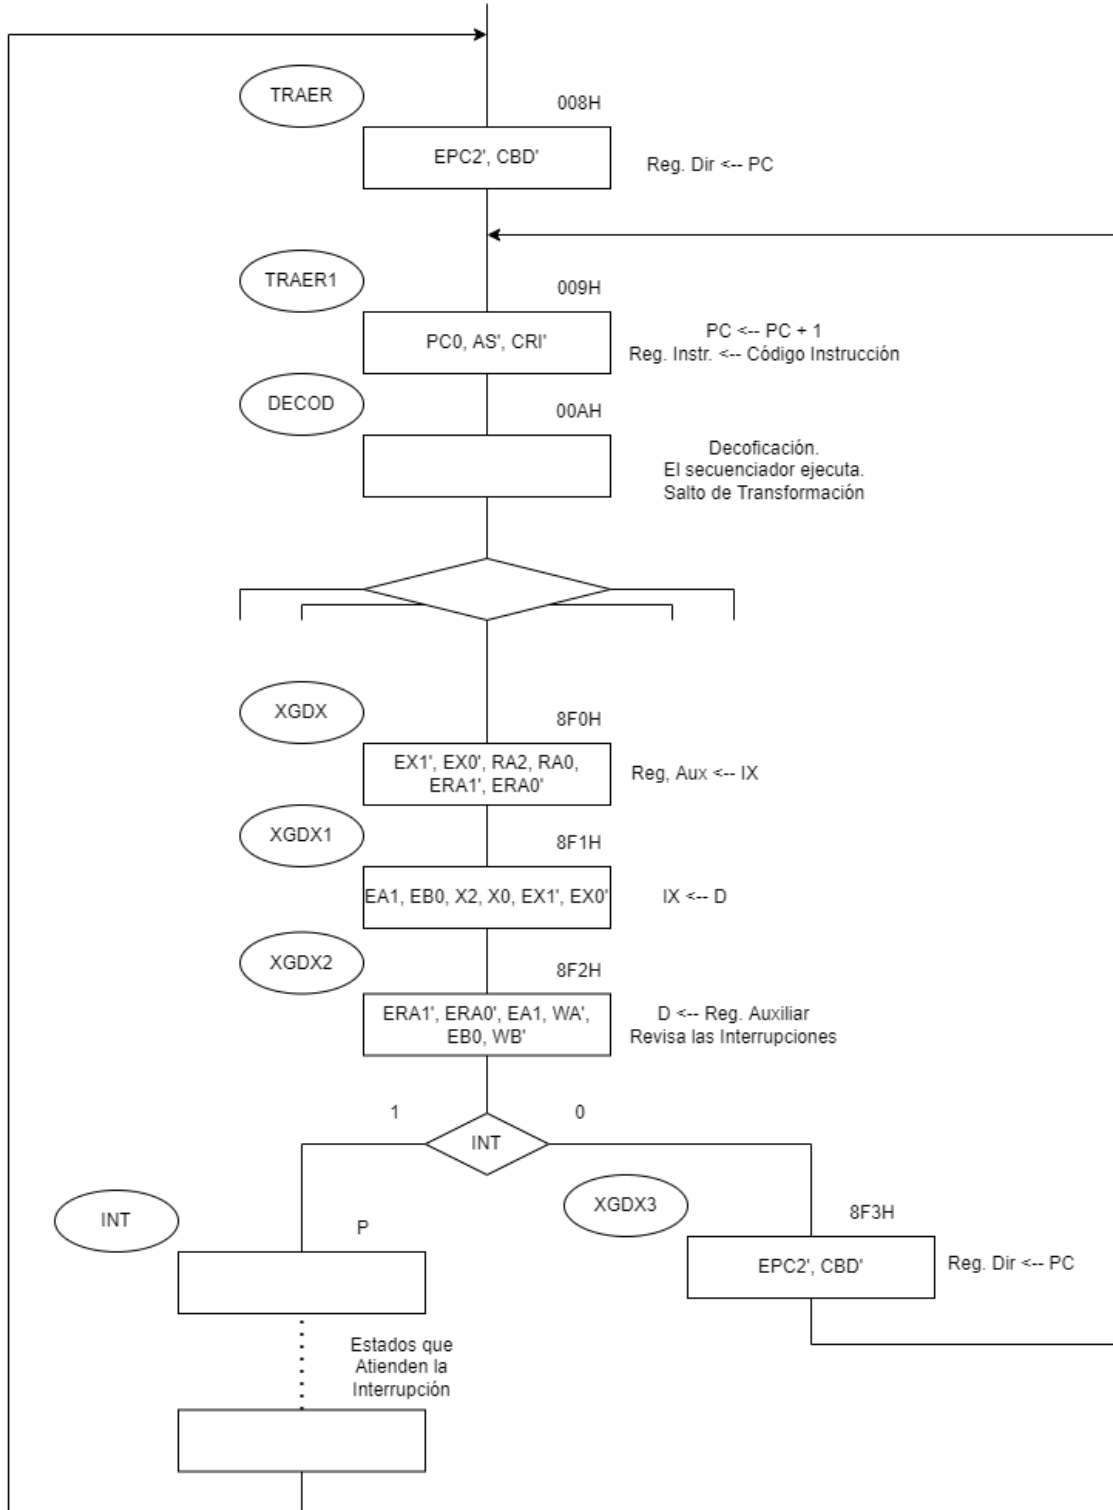 TRAER
008H
EPC2', CBD'
Reg. Dir <-- PC
TRAER1
009H
PC0, AS', CRI'
PC <-- PC + 1
Reg. Instr. <-- Código Instrucción
DECOD
00AH
Decoficación.
El secuenciador ejecuta.
Salto de Transformación
XGDX
8F0H
EX1', EX0', RA2, RA0,
ERA1', ERA0'
Reg, Aux <-- IX
XGDX1
8F1H
EA1, EB0, X2, X0, EX1', EX0'
IX <-- D
XGDX2
8F2H
ERA1', ERA0', EA1, WA',
EB0, WB'
D <-- Reg. Auxiliar
Revisa las Interrupciones
1
0
INT
INT
P
XGDX3
8F3H
EPC2', CBD'
Reg. Dir <-- PC
Estados que
Atienden la
Interrupción